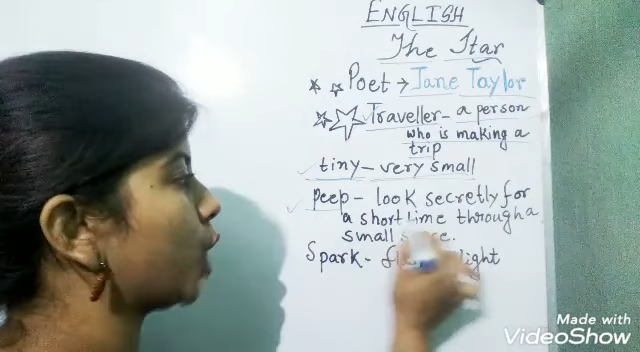 ENGLISH
The Star
Poet → Jane Taylor
Traveller - a person
who is making a
trip
tiny - very small
Peep - look secretly for
a short time through a
small
Spark - light
Made with
VideoShow